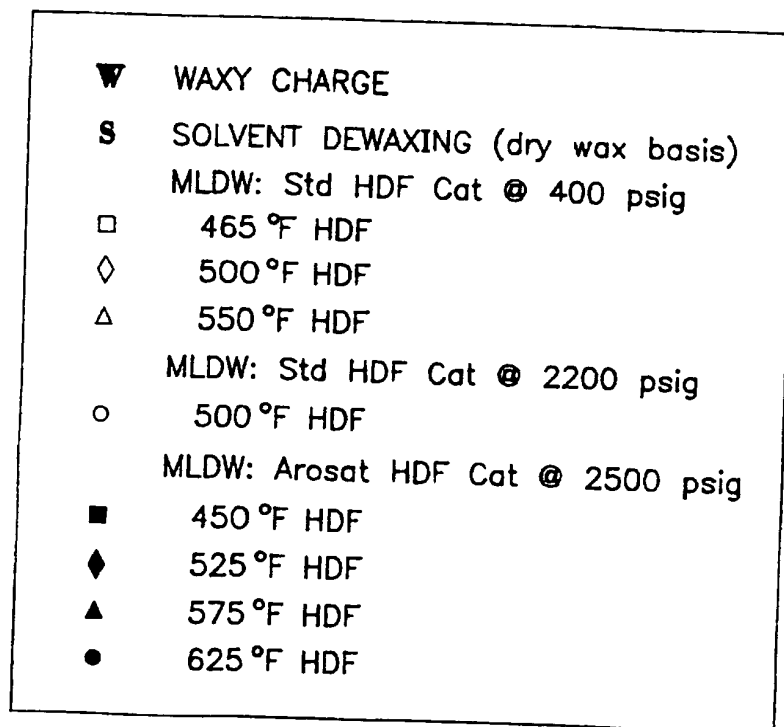 W WAXY CHARGE
S SOLVENT DEWAXING (dry wax basis)
MLDW: Std HDF Cat @ 400 psig
□ 465 °F HDF
◇ 500 °F HDF
△ 550 °F HDF
MLDW: Std HDF Cat @ 2200 psig
○ 500 °F HDF
MLDW: Arosat HDF Cat @ 2500 psig
■ 450 °F HDF
◆ 525 °F HDF
▲ 575 °F HDF
● 625 °F HDF